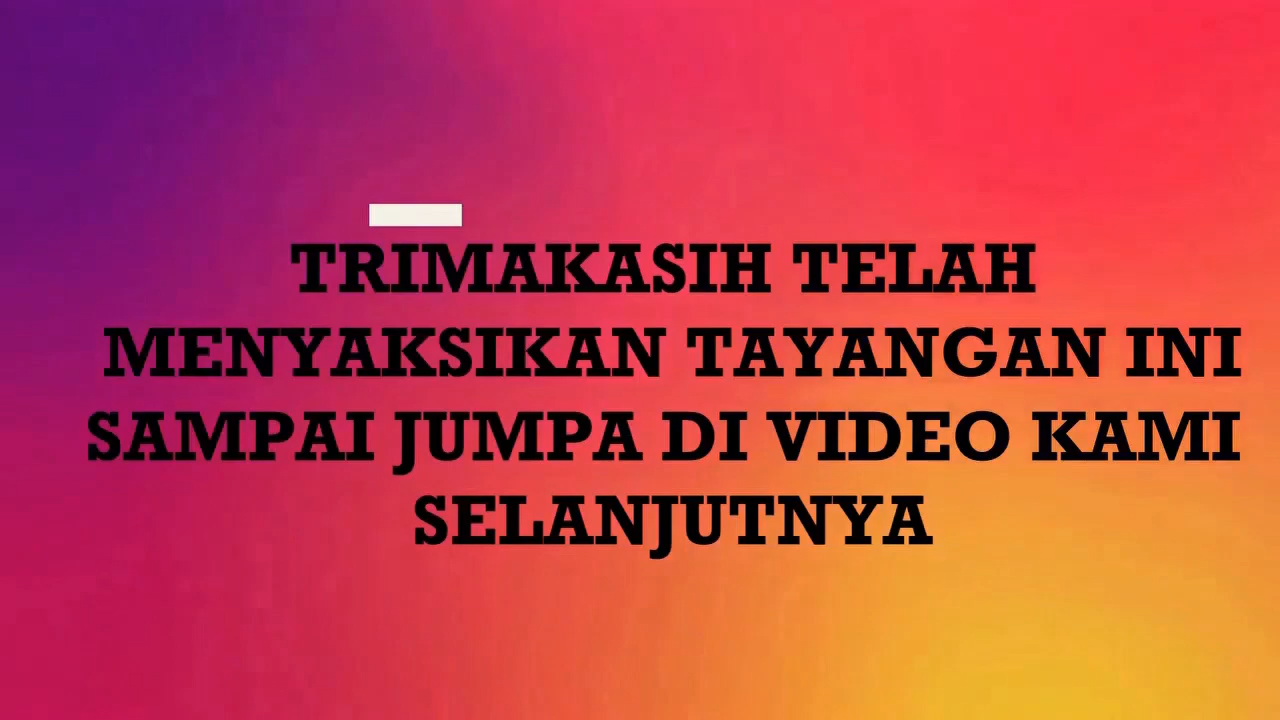 TRIMAKASIH TELAH
MENYAKSIKAN TAYANGAN INI
SAMPAI JUMPA DI VIDEO KAMI
SELANJUTNYA